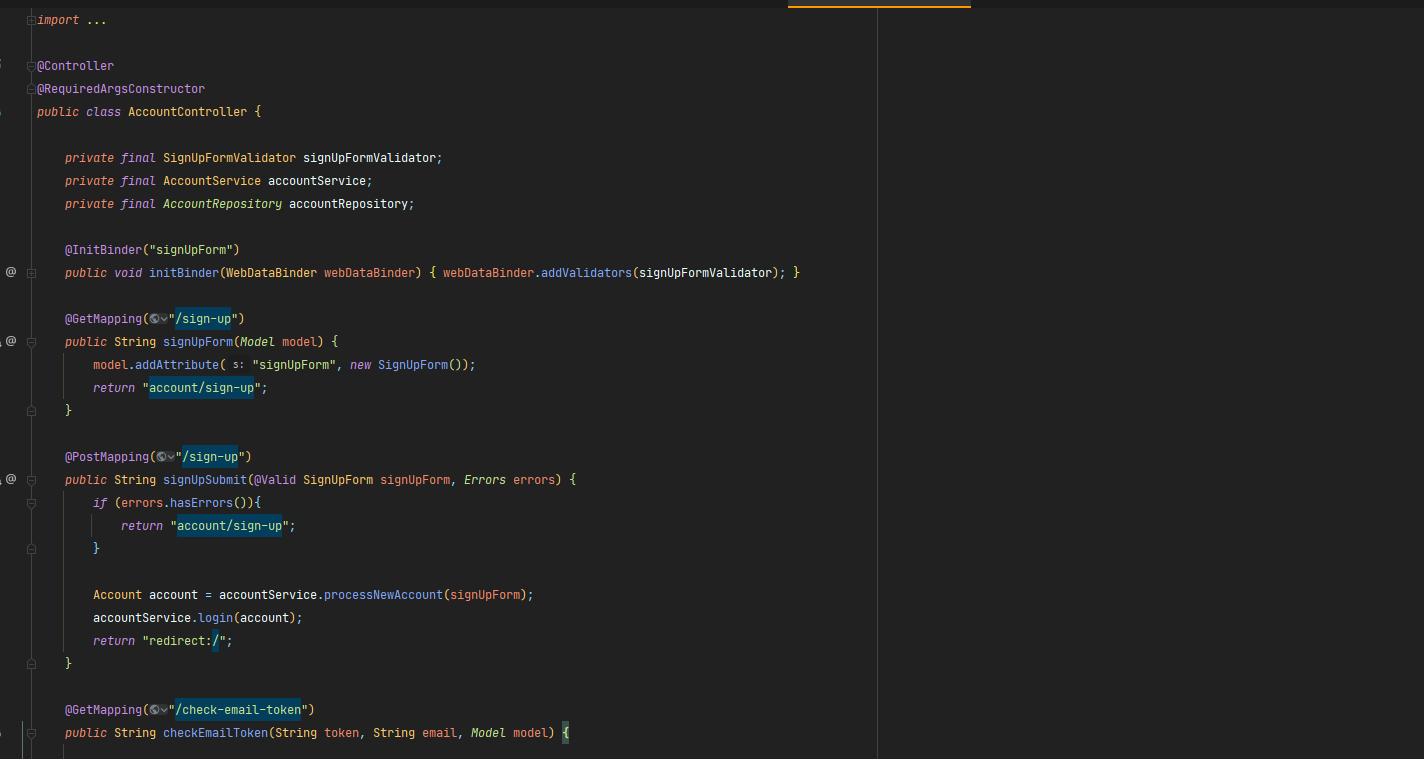 import ...
@Controller
@RequiredArgsConstructor
public class AccountController {
private final SignUpFormValidator signUpFormValidator;
private final AccountService accountService;
private final AccountRepository accountRepository;
@InitBinder("signUpForm")
public void initBinder(WebDataBinder webDataBinder) { webDataBinder.addValidators(signUpFormValidator); }
@GetMapping("/sign-up")
public String signUpForm(Model model) {
model.addAttribute( s: "signUpForm", new SignUpForm());
return "account/sign-up";
}
@PostMapping("/sign-up")
public String signUpSubmit(@Valid SignUpForm signUpForm, Errors errors) {
if (errors.hasErrors()){
return "account/sign-up";
}
Account account = accountService.processNewAccount(signUpForm);
accountService.login(account);
return "redirect:/";
}
@GetMapping("/check-email-token")
public String checkEmailToken(String token, String email, Model model) {